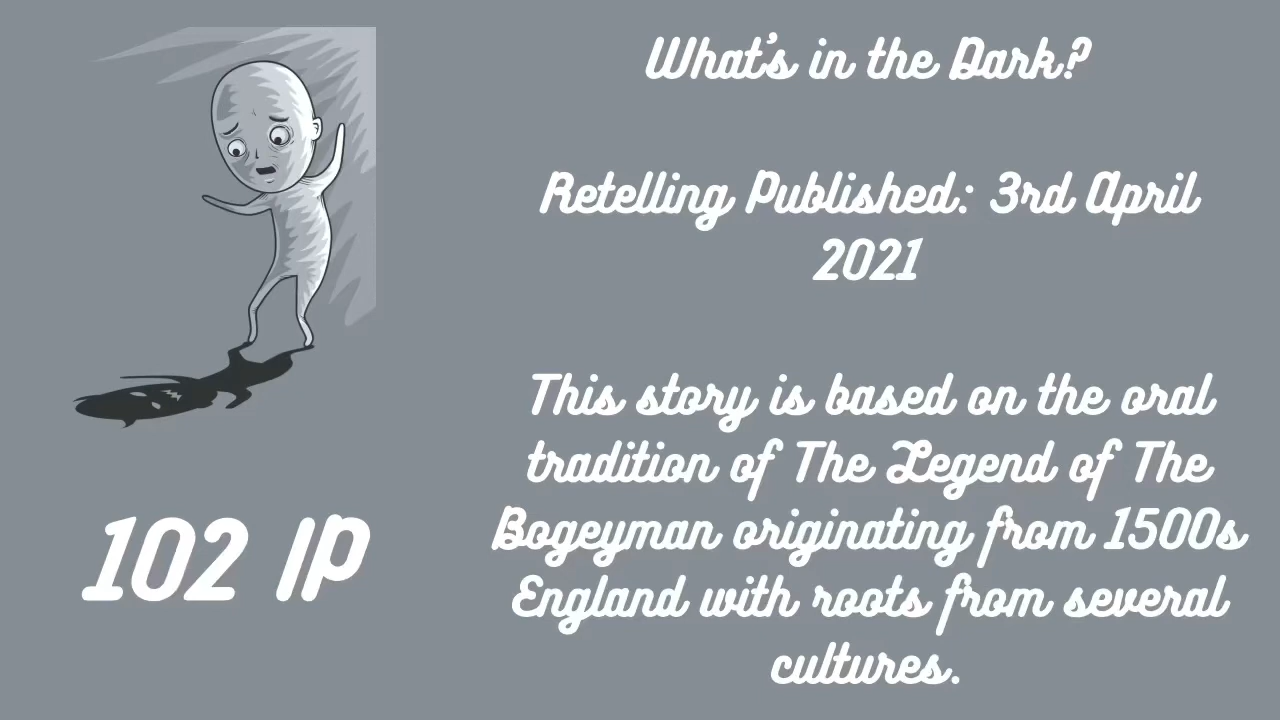 What's in the Dark?
Retelling Published: 3rd April
2021
This story is based on the oral
tradition of The Legend of The
Bogeyman originating from 1500s
England with roots from several
cultures.
102 IP